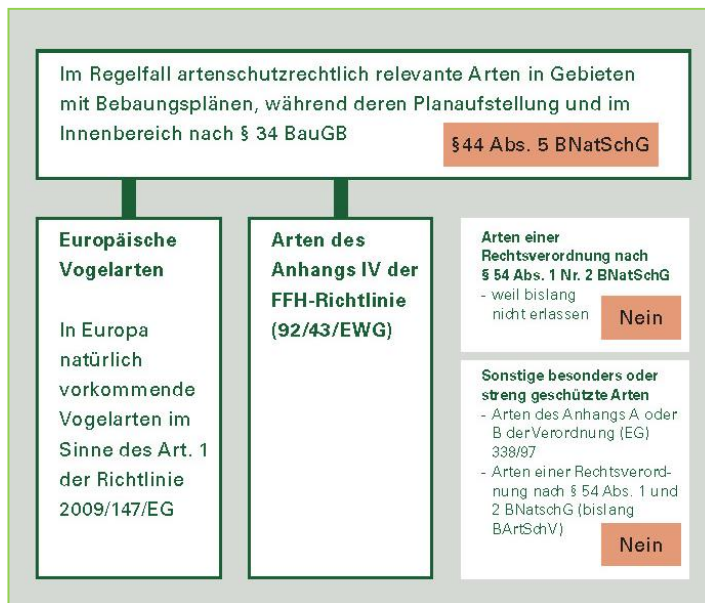 Im Regelfall artenschutzrechtlich relevante Arten in Gebieten
mit Bebaungsplänen, während deren Planaufstellung und im
Innenbereich nach § 34 BauGB
§44 Abs. 5 BNatSchG
Europäische
Vogelarten
In Europa
natürlich
vorkommende
Vogelarten im
Sinne des Art. 1
der Richtlinie
2009/147/EG
Arten des
Anhangs IV der
FFH-Richtlinie
(92/43/EWG)
Arten einer
Rechtsverordnung nach
§ 54 Abs. 1 Nr. 2 BNatSchG
- weil bislang
nicht erlassen
Nein
Sonstige besonders oder
streng geschützte Arten
- Arten des Anhangs A oder
B der Verordnung (EG)
338/97
- Arten einer Rechtsverord-
nung nach § 54 Abs. 1 und
2 BNatschG (bislang
BArtSchV)
Nein